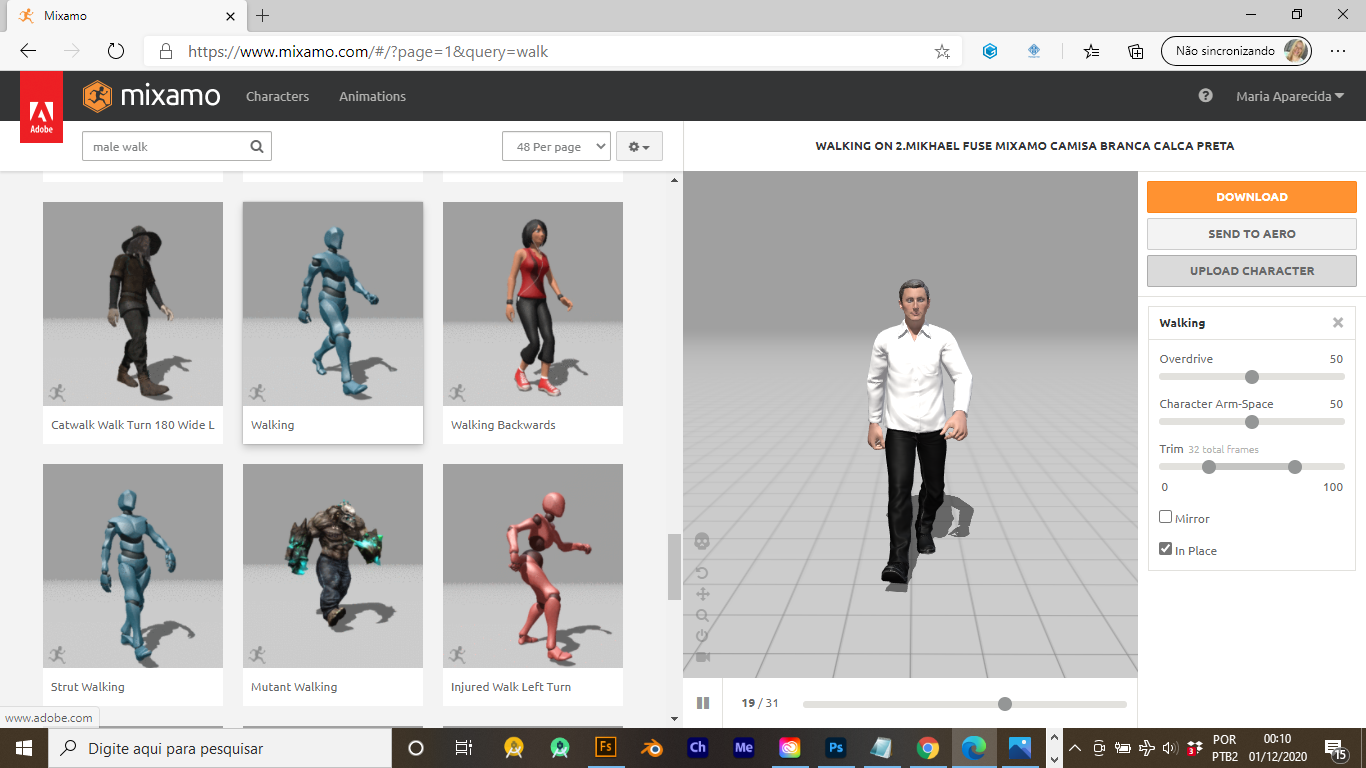 Mixamo
https://www.mixamo.com/#/?page=1&query=walk
Não sincronizando
Adobe
mixamo
Characters
Animations
Maria Aparecida
male walk
48 Per page
WALKING ON 2.MIKHAEL FUSE MIXAMO CAMISA BRANCA CALCA PRETA
Catwalk Walk Turn 180 Wide L
Walking
Walking Backwards
Strut Walking
Mutant Walking
Injured Walk Left Turn
DOWNLOAD
SEND TO AERO
UPLOAD CHARACTER
Walking
Overdrive 50
Character Arm-Space 50
Trim 32 total frames
0 100
Mirror
In Place
19 / 31
www.adobe.com
Digite aqui para pesquisar
Fs
Ch
Me
Ps
3
POR
PTB2
00:10
01/12/2020
15